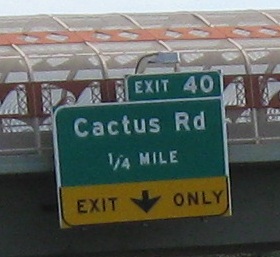 EXIT 40
Cactus Rd
1/4 MILE
EXIT ONLY